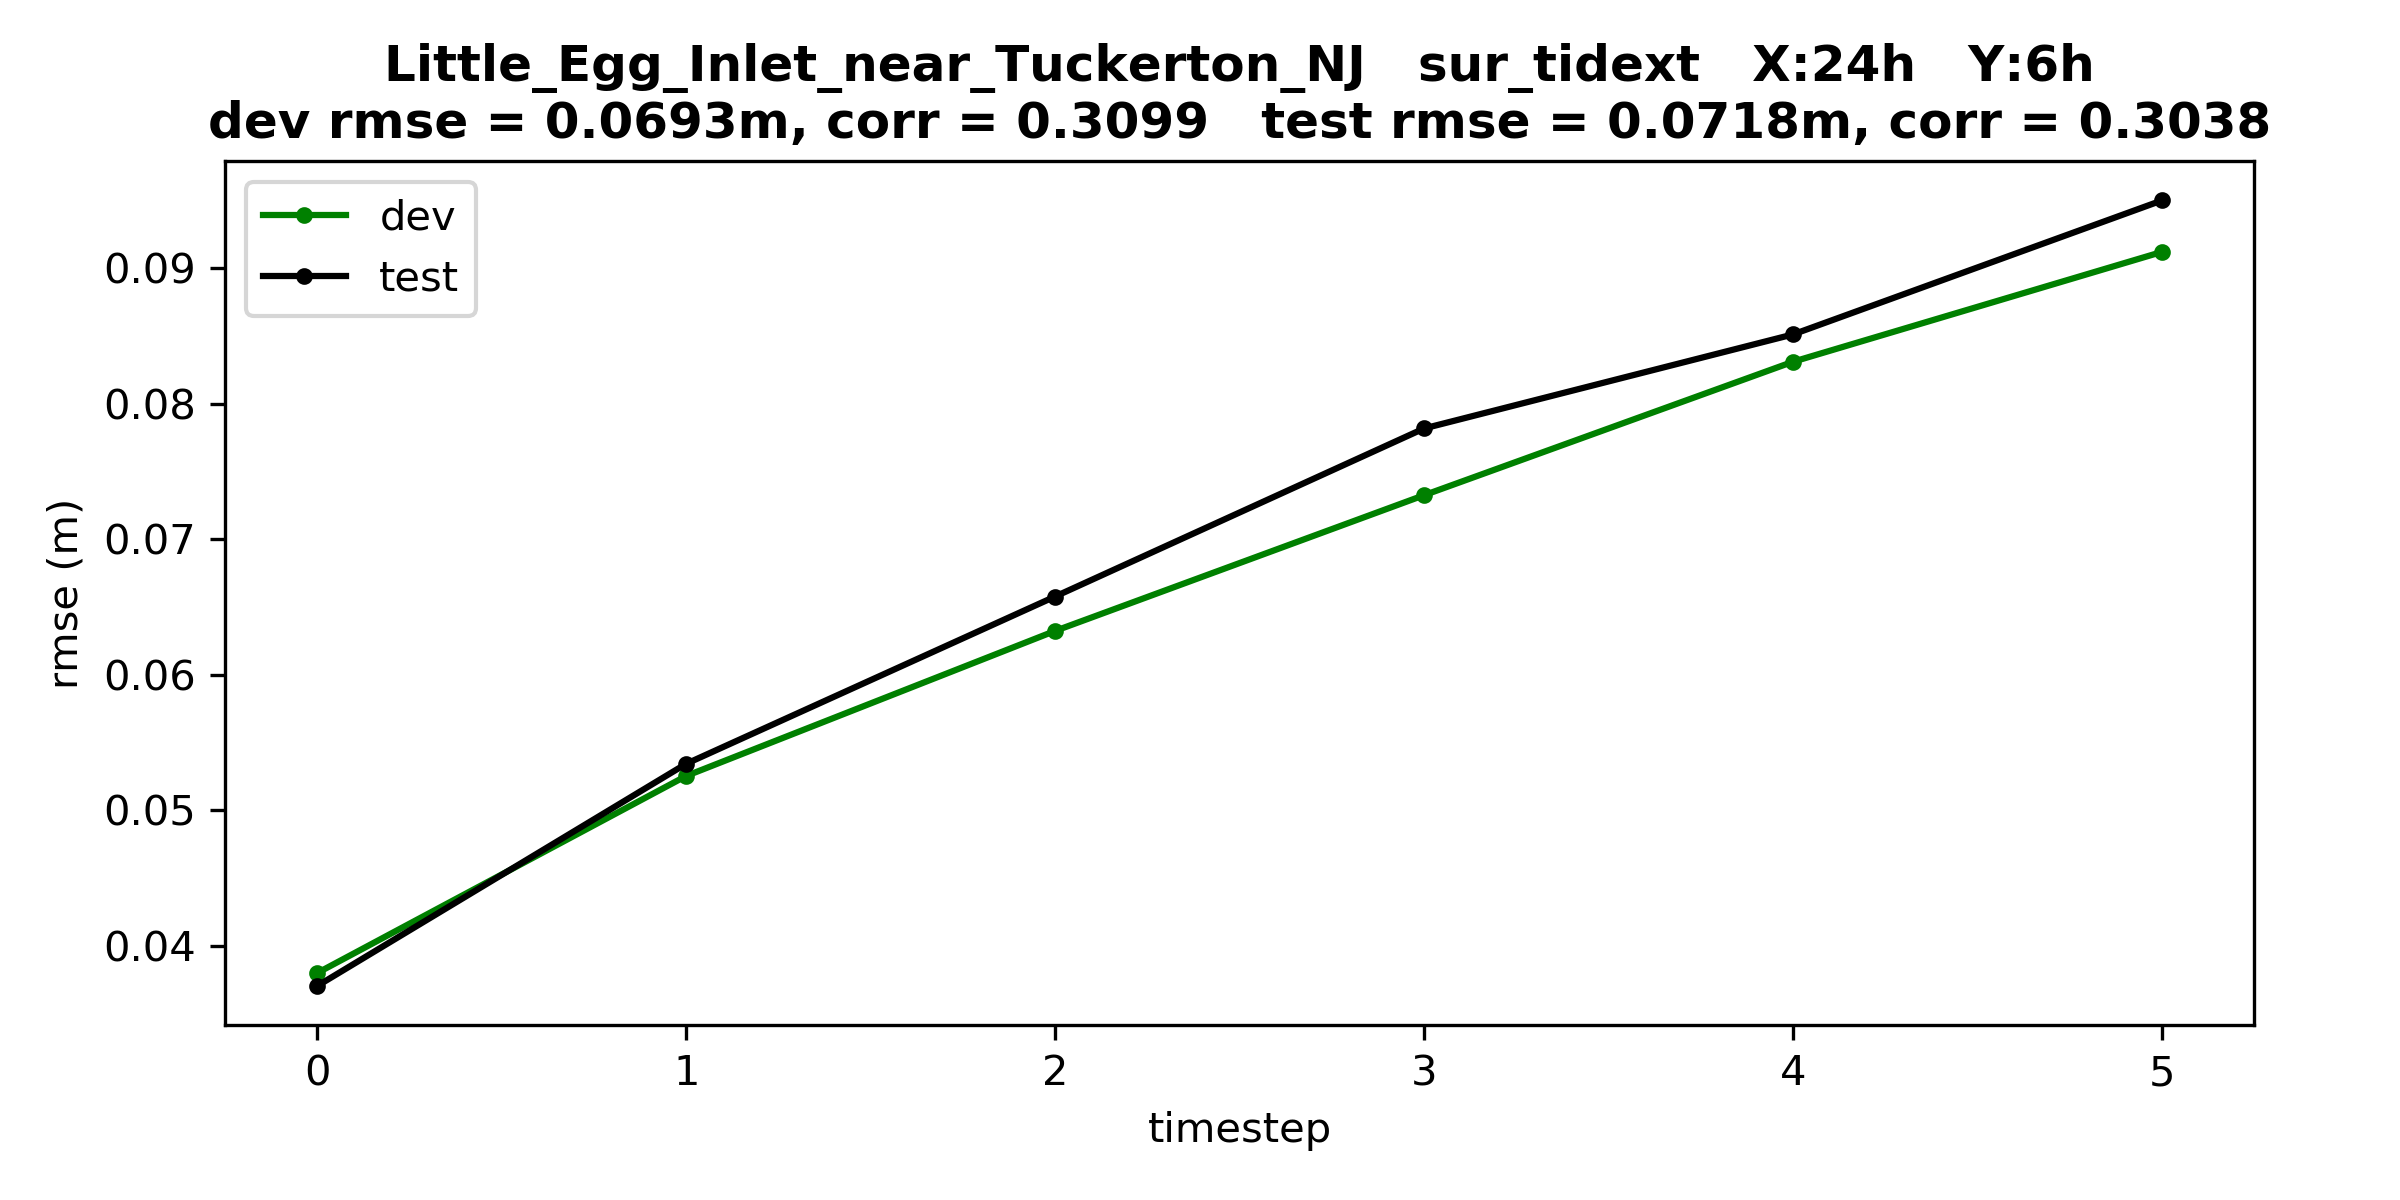 Little_Egg_Inlet_near_Tuckerton_NJ sur_tidext X:24h Y:6h
dev rmse = 0.0693m, corr = 0.3099 test rmse = 0.0718m, corr = 0.3038
dev
test
0.09
0.08
0.07
0.06
0.05
0.04
rmse (m)
0 1 2 3 4 5
timestep